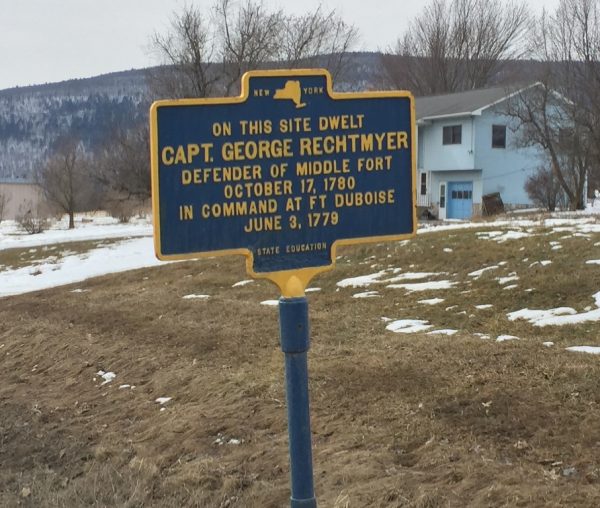 NEW YORK
ON THIS SITE DWELT
CAPT. GEORGE RECHTMYER
DEFENDER OF MIDDLE FORT
OCTOBER 17, 1780
IN COMMAND AT FT DUBOISE
JUNE 3, 1779
STATE EDUCATION